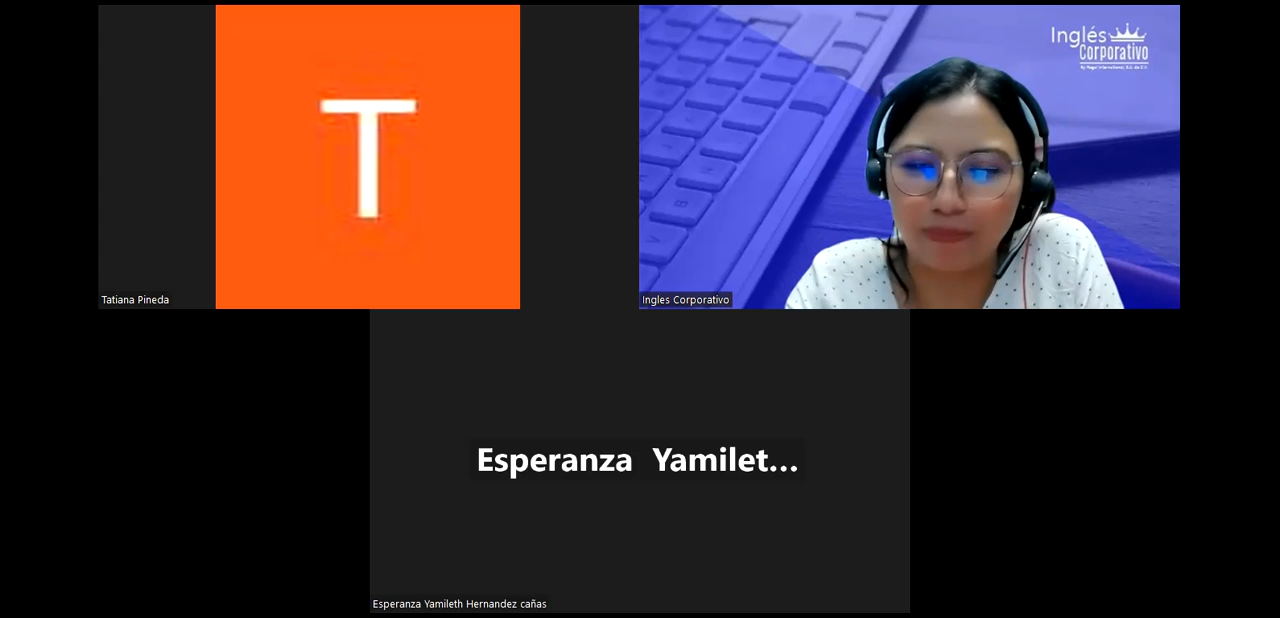 T
Tatiana Pineda
Inglés
Corporativo
Ingles Corporativo
Esperanza Yamilet...
Esperanza Yamileth Hernandez cañas